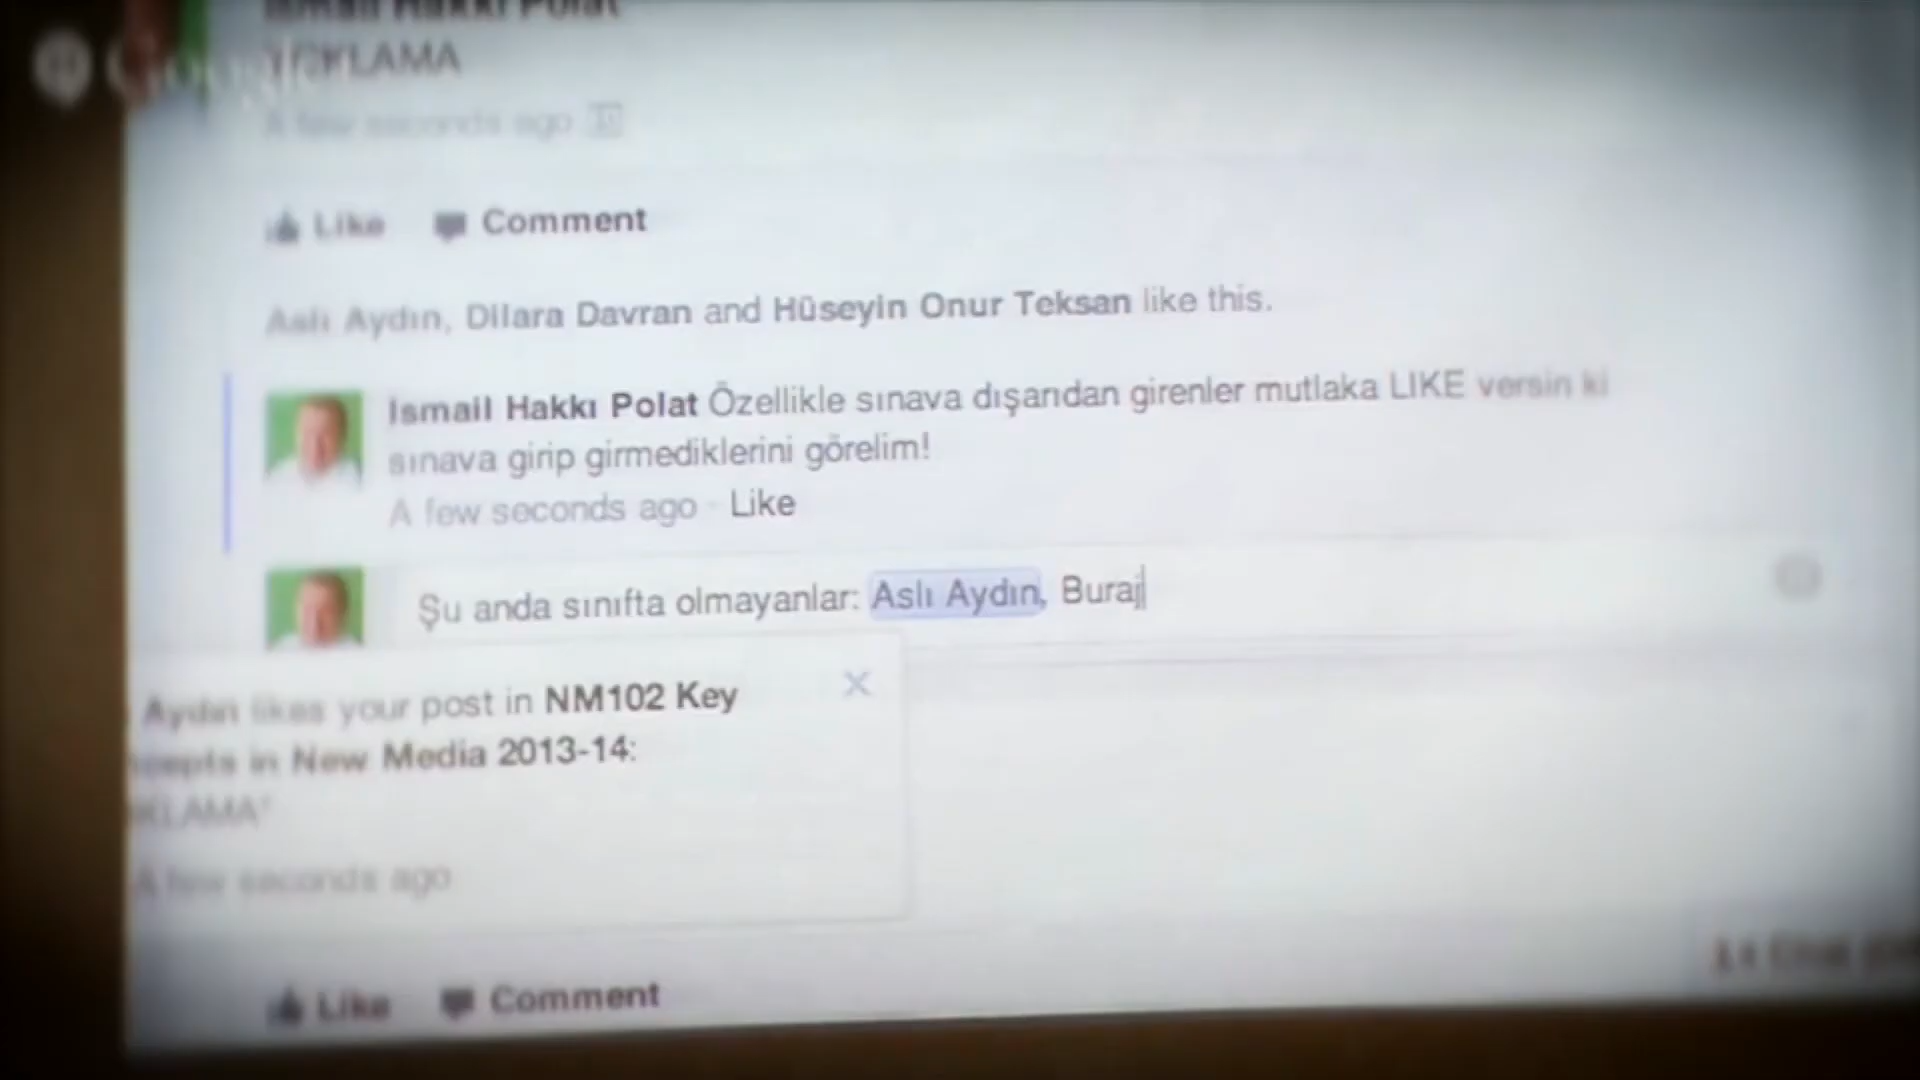 İsmail Hakkı Polat
YOKLAMA
A few seconds ago
Like Comment
Aslı Aydın, Dilara Davran and Hüseyin Onur Teksan like this.
İsmail Hakkı Polat Özellikle sınava dışarıdan girenler mutlaka LIKE versin ki
sınava girip girmediklerini görelim!
A few seconds ago · Like
Şu anda sınıfta olmayanlar: Aslı Aydın, Buraj
Aydın likes your post in NM102 Key
cepts in New Media 2013-14:
KLAMA"
A few seconds ago
Like Comment